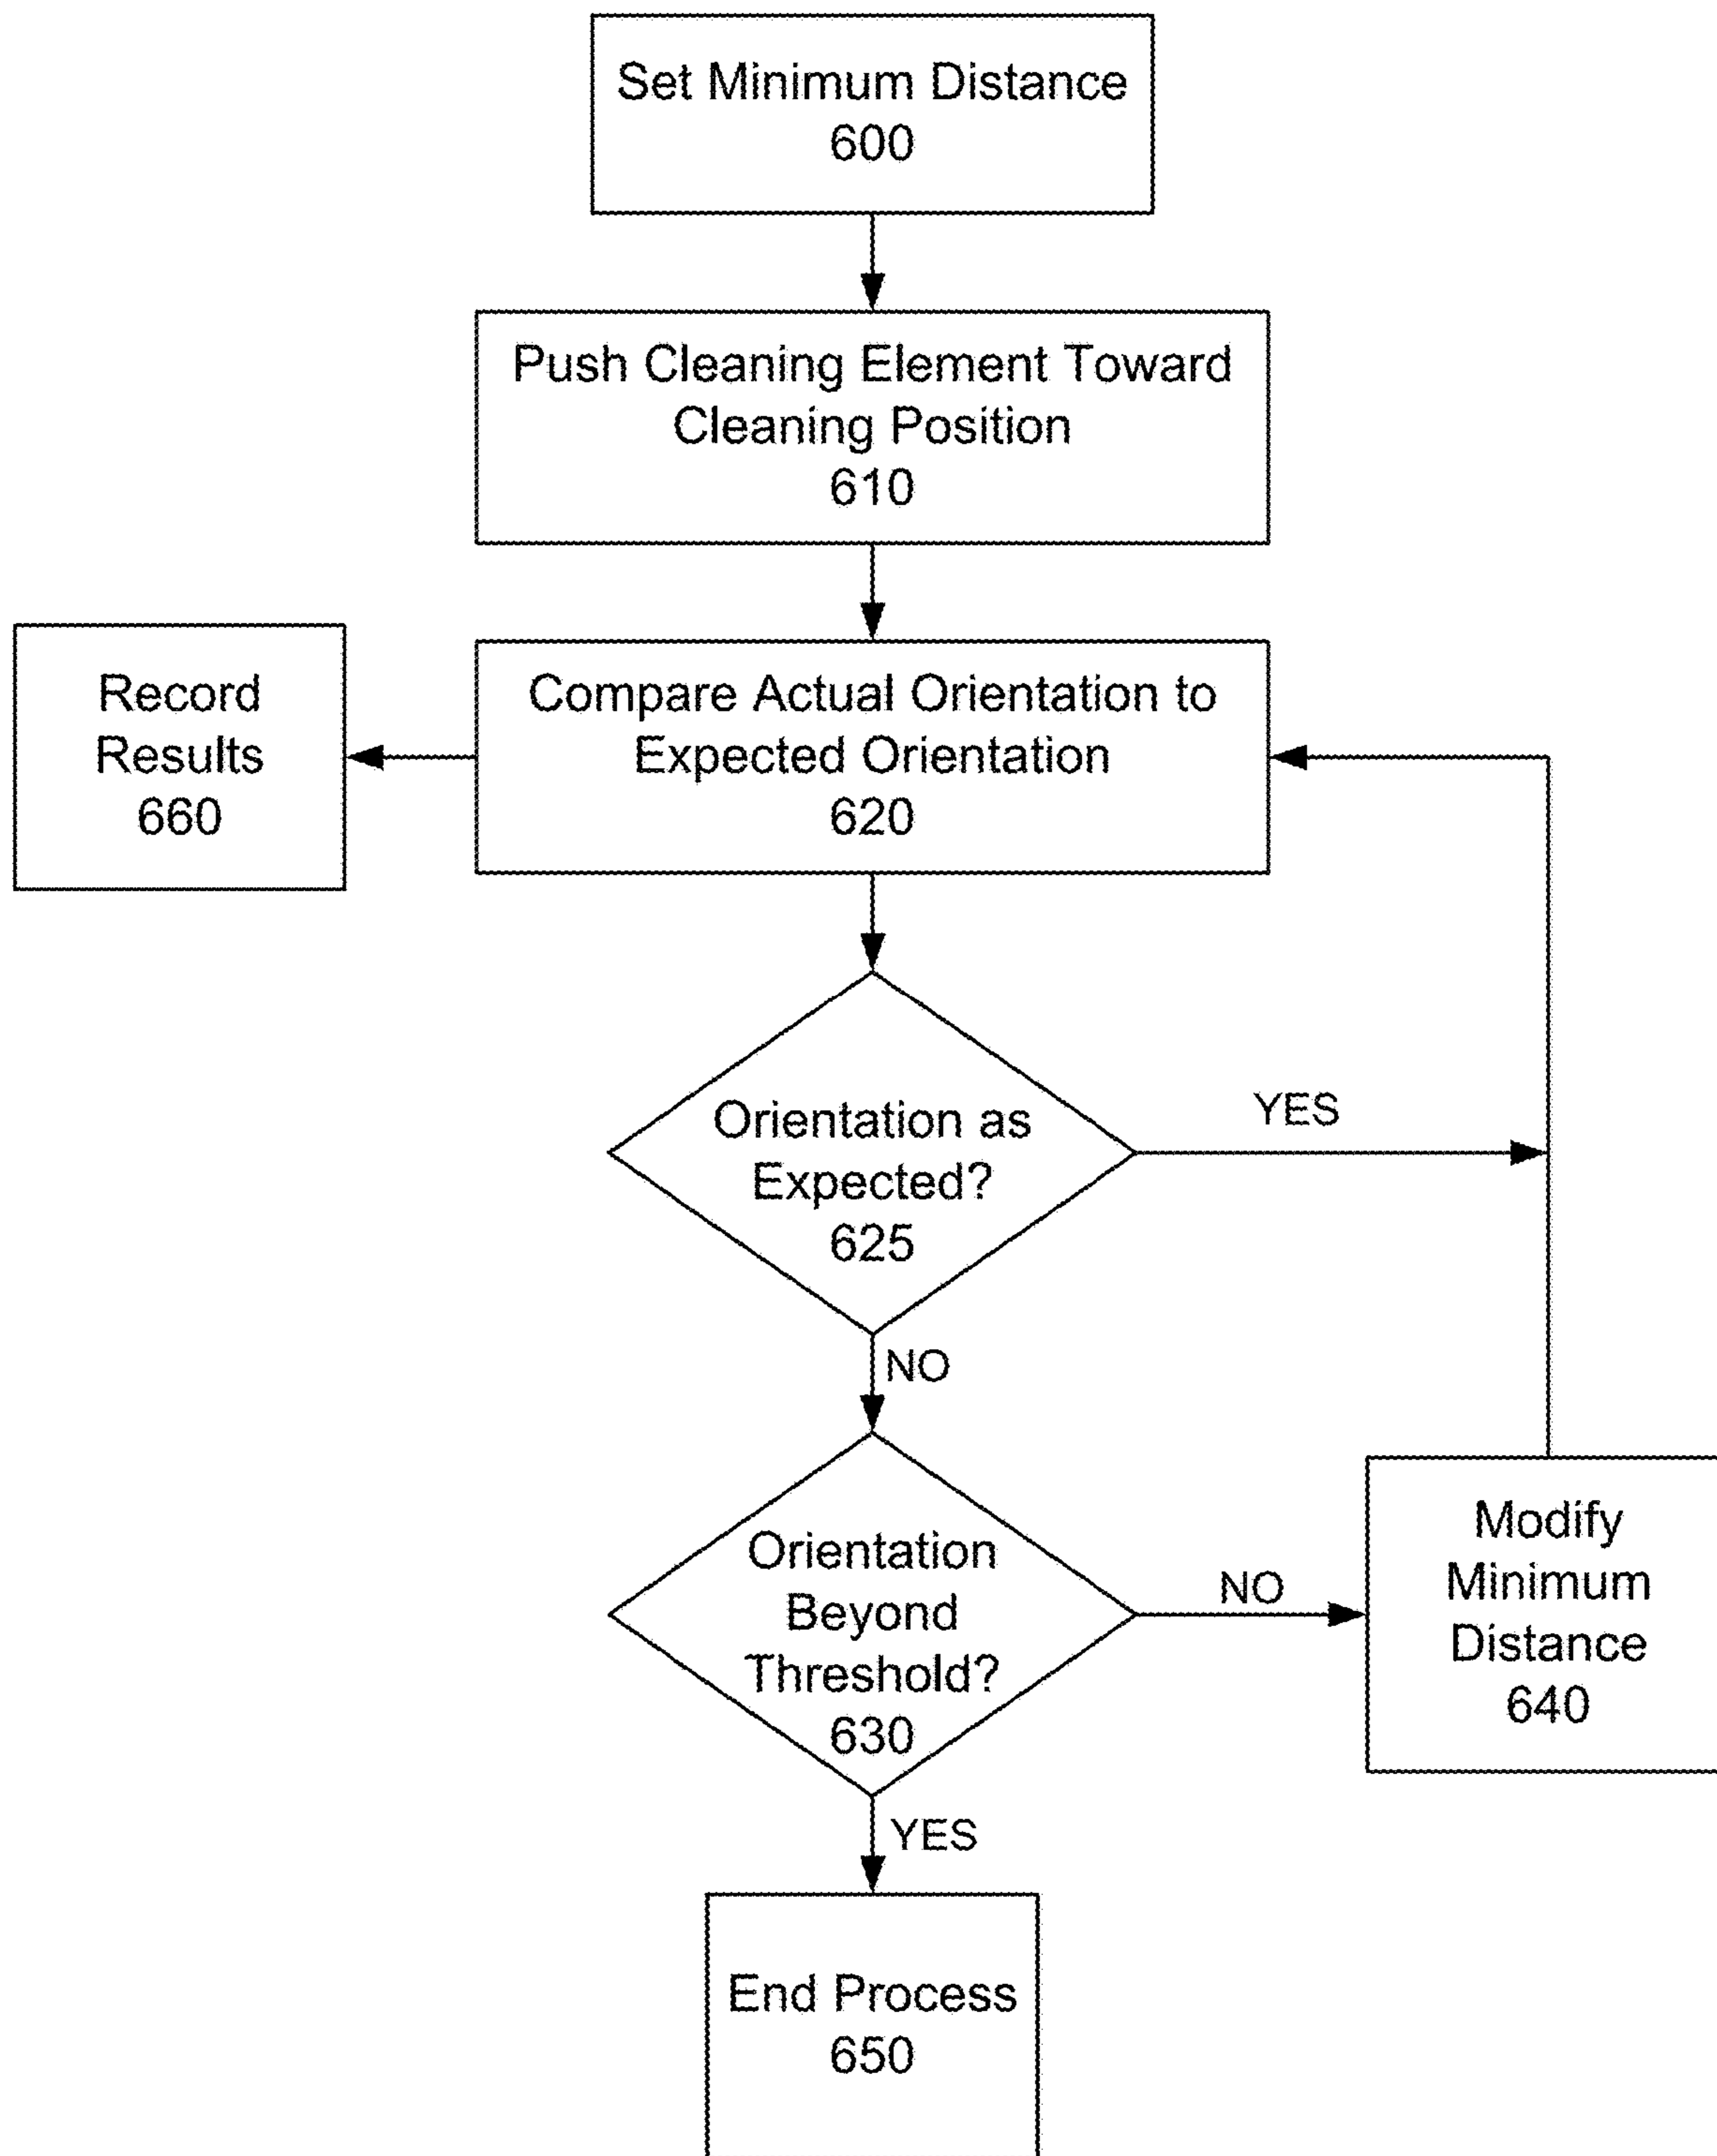 Set Minimum Distance
600
Push Cleaning Element Toward
Cleaning Position
610
Record
Results
660
Compare Actual Orientation to
Expected Orientation
620
Orientation as
Expected?
625
YES
NO
Orientation
Beyond
Threshold?
630
NO
Modify
Minimum
Distance
640
YES
End Process
650